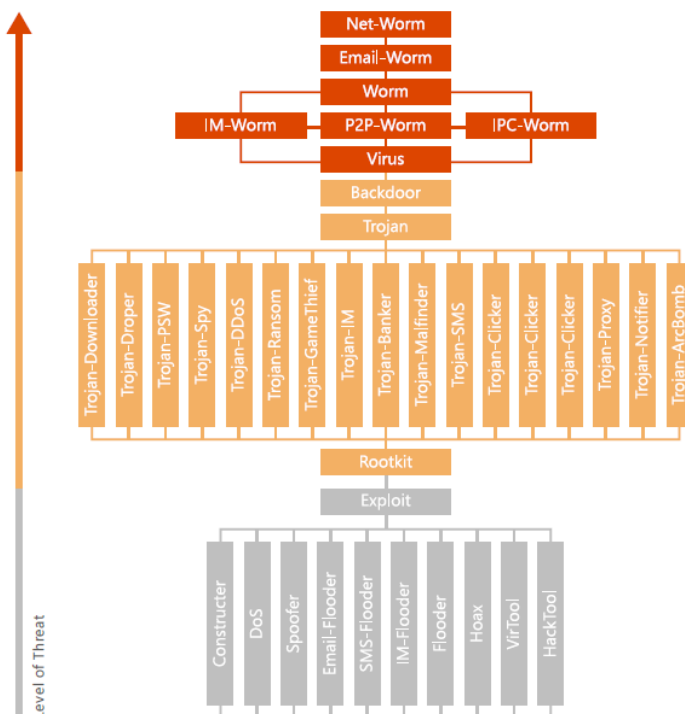 Net-Worm
Email-Worm
Worm
IM-Worm
P2P-Worm
IPC-Worm
Virus
Backdoor
Trojan
Trojan-Downloader
Trojan-Droper
Trojan-PSW
Trojan-Spy
Trojan-DDoS
Trojan-Ransom
Trojan-GameThief
Trojan-IM
Trojan-Banker
Trojan-Malfinder
Trojan-SMS
Trojan-Clicker
Trojan-Clicker
Trojan-Clicker
Trojan-Proxy
Trojan-Notifier
Trojan-ArcBomb
Rootkit
Exploit
Constructer
DoS
Spoofer
Email-Flooder
SMS-Flooder
IM-Flooder
Flooder
Hoax
VirTool
HackTool
Level of Threat